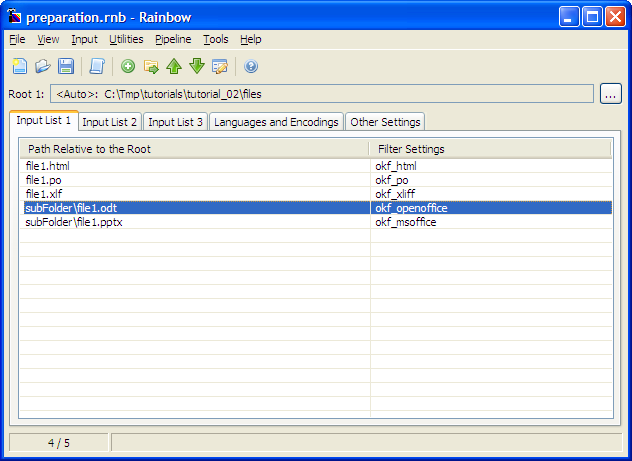 preparation.rnb - Rainbow
File View Input Utilities Pipeline Tools Help
Root 1: <Auto>: C:\Tmp\tutorials\tutorial_02\files ...
Input List 1 Input List 2 Input List 3 Languages and Encodings Other Settings
Path Relative to the Root Filter Settings
file1.html okf_html
file1.po okf_po
file1.xlf okf_xliff
subFolder\file1.odt okf_openoffice
subFolder\file1.pptx okf_msoffice
4 / 5